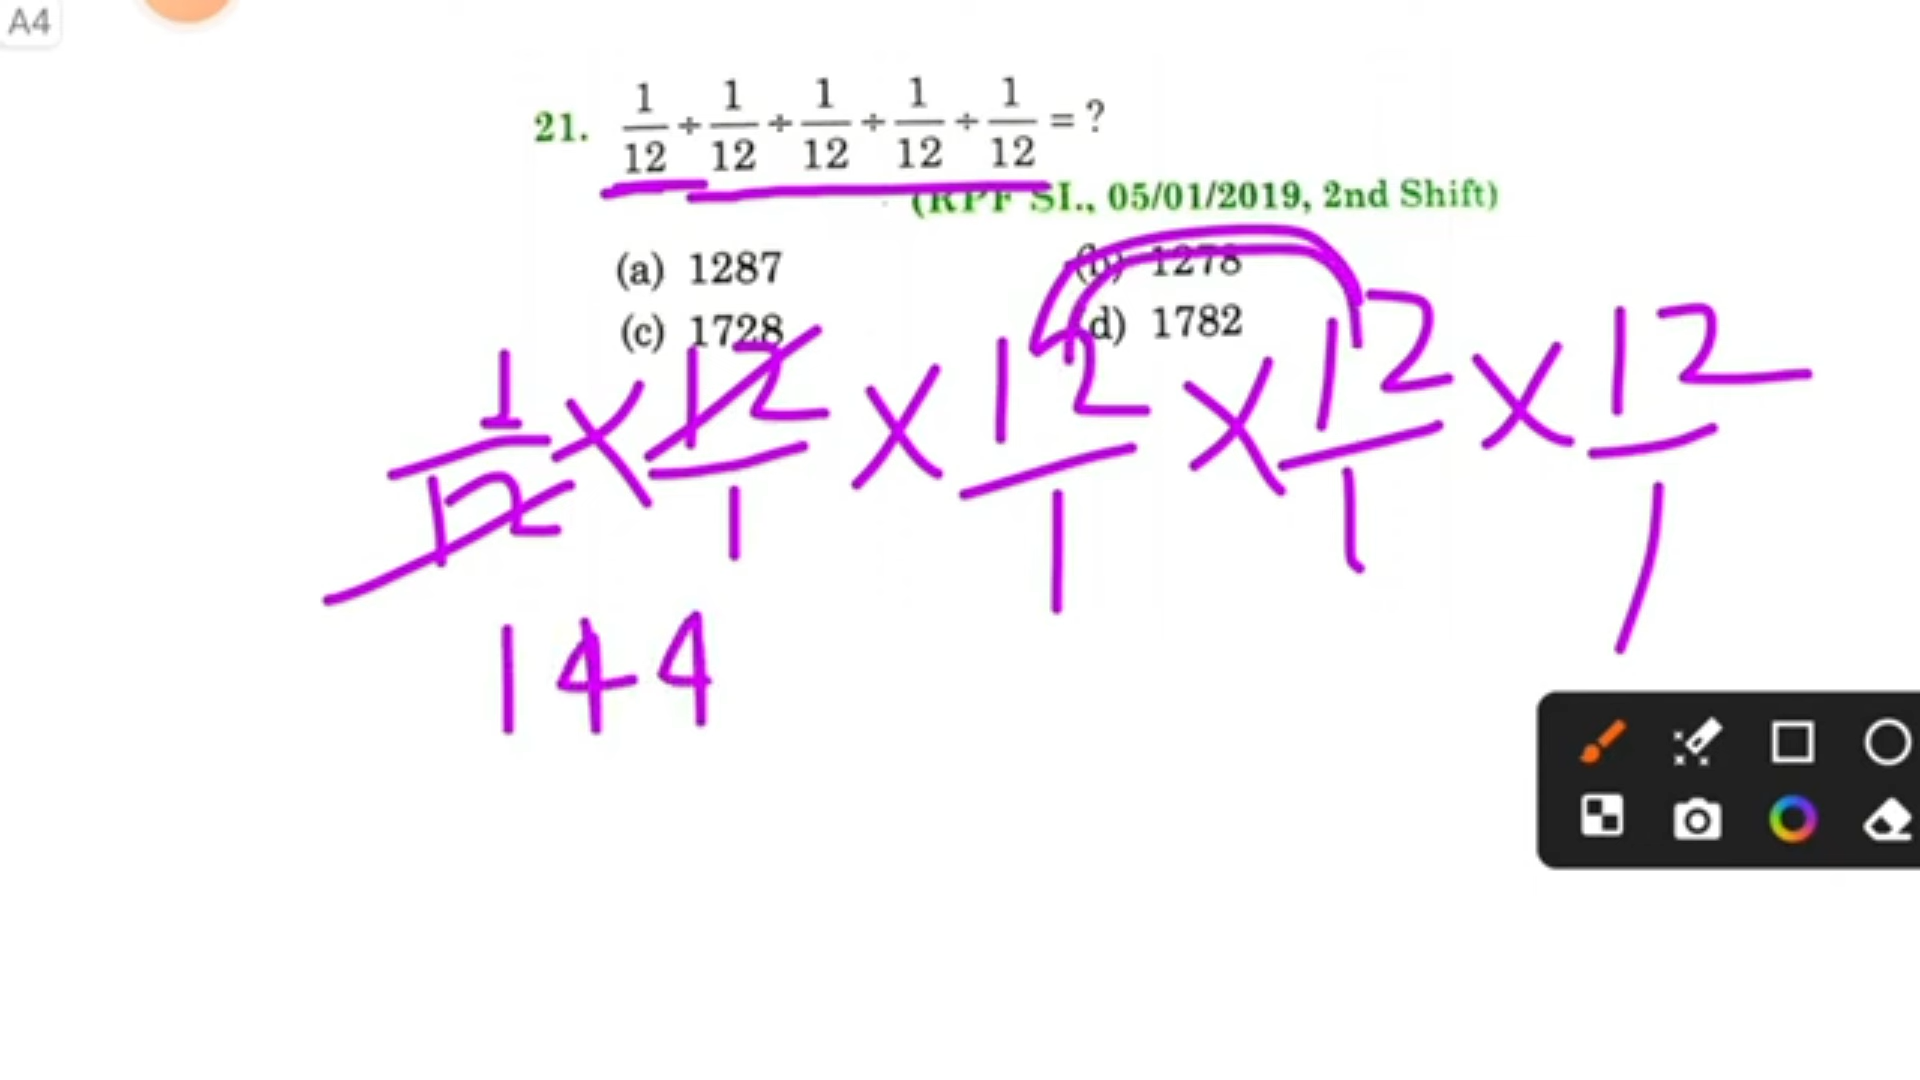 A4
21. 1/12 ÷ 1/12 ÷ 1/12 ÷ 1/12 ÷ 1/12 = ?
(RPF SI., 05/01/2019, 2nd Shift)
(a) 1287 (b) 1278
(c) 1728 (d) 1782
1/12 × 12/1 × 12/1 × 12/1 × 12/1
144